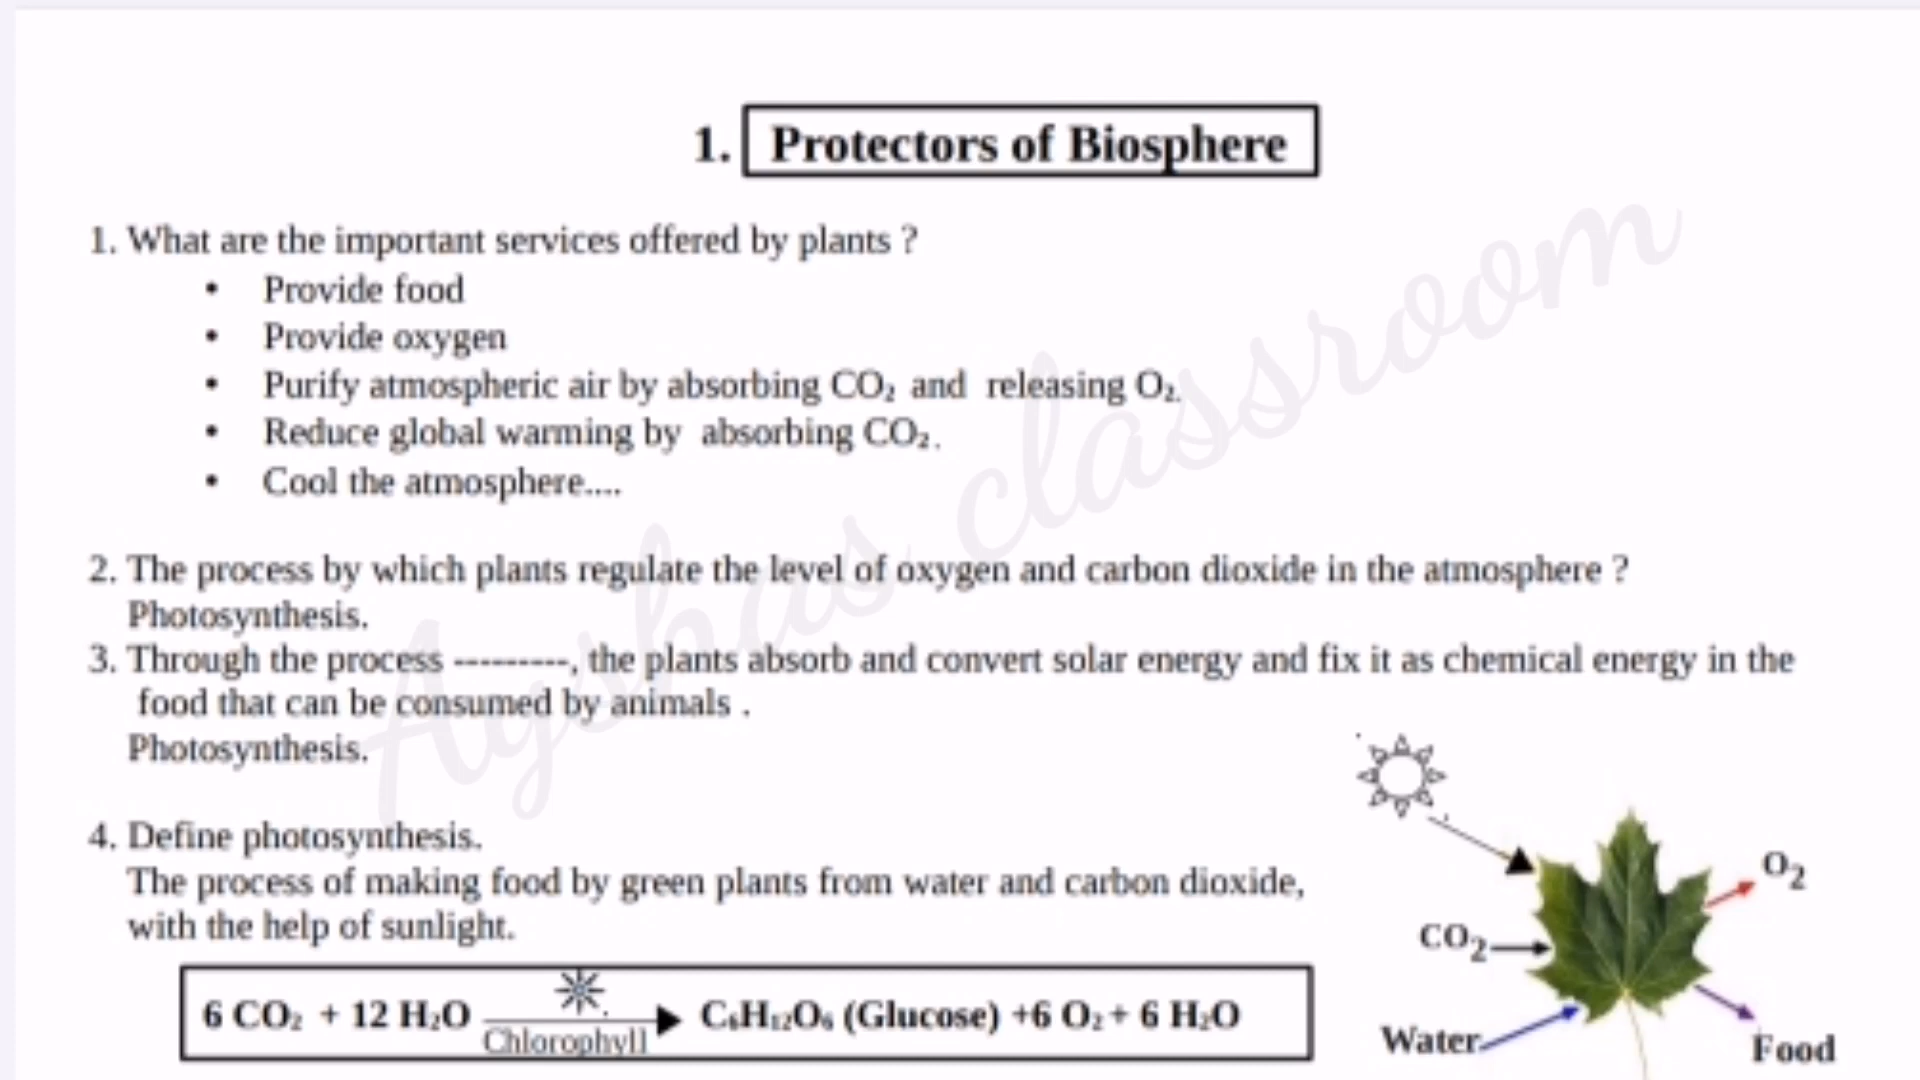 1. Protectors of Biosphere
1. What are the important services offered by plants ?
• Provide food
• Provide oxygen
• Purify atmospheric air by absorbing CO₂ and releasing O₂.
• Reduce global warming by absorbing CO₂.
• Cool the atmosphere....
2. The process by which plants regulate the level of oxygen and carbon dioxide in the atmosphere ?
Photosynthesis.
3. Through the process ---------, the plants absorb and convert solar energy and fix it as chemical energy in the
food that can be consumed by animals .
Photosynthesis.
4. Define photosynthesis.
The process of making food by green plants from water and carbon dioxide,
with the help of sunlight.
6 CO₂ + 12 H₂O Chlorophyll C₆H₁₂O₆ (Glucose) +6 O₂ + 6 H₂O
O₂
CO₂
Water
Food
Ayshas classroom